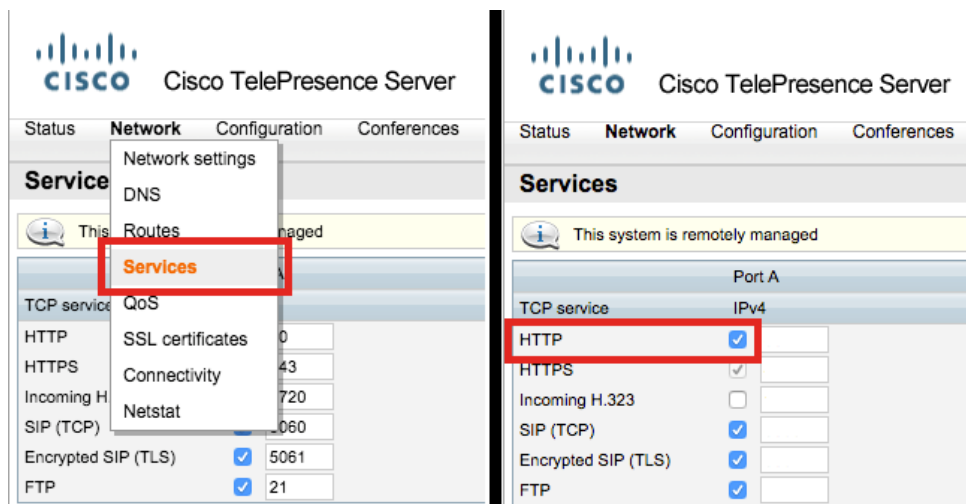 CISCO Cisco TelePresence Server
Status Network Configuration Conferences
Network settings
Service
DNS
This
Routes
naged
Services
TCP service
QoS
HTTP
SSL certificates
0
HTTPS
43
Connectivity
Incoming H.
720
Netstat
SIP (TCP)
5060
Encrypted SIP (TLS) 5061
FTP 21
CISCO Cisco TelePresence Server
Status Network Configuration Conferences
Services
This system is remotely managed
Port A
TCP service IPv4
HTTP
HTTPS
Incoming H.323
SIP (TCP)
Encrypted SIP (TLS)
FTP